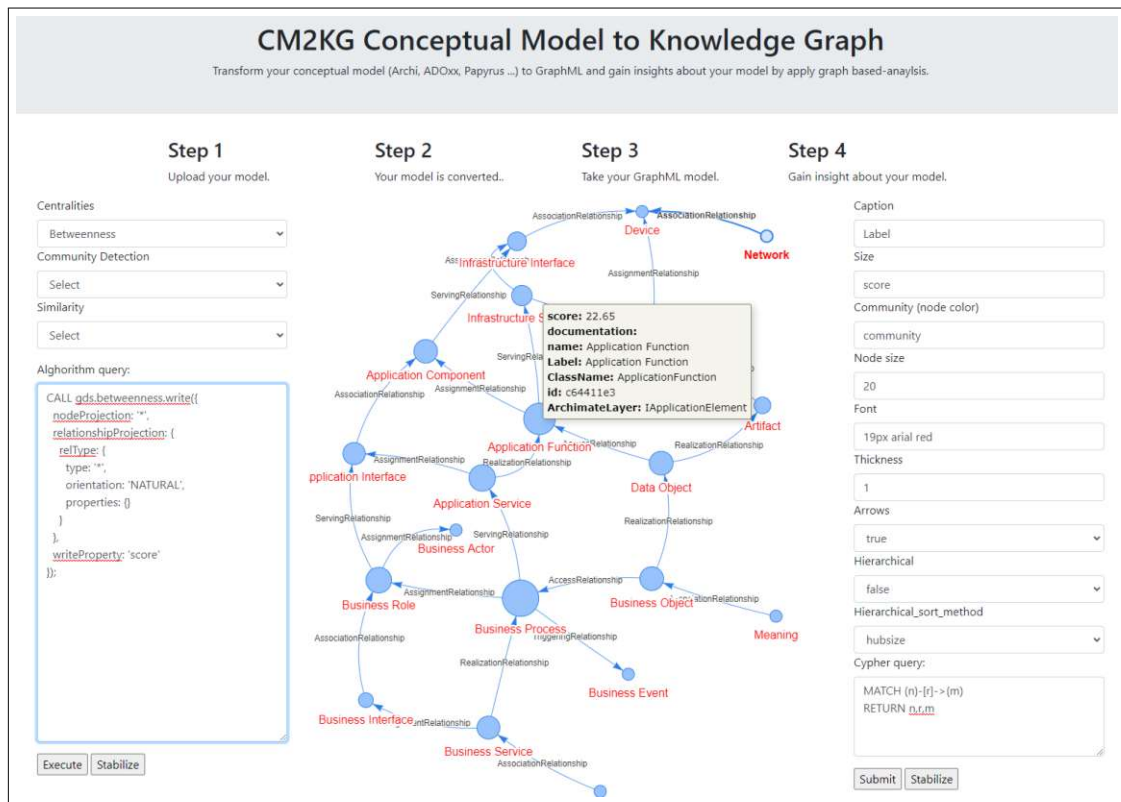 CM2KG Conceptual Model to Knowledge Graph
Transform your conceptual model (Archi, ADOxx, Papyrus ...) to GraphML and gain insights about your model by apply graph based-anaylsis.
Step 1
Upload your model.
Step 2
Your model is converted..
Step 3
Take your GraphML model.
Step 4
Gain insight about your model.
Centralities
Betweenness
Community Detection
Select
Similarity
Select
Alghorithm query:
CALL gds.betweenness.write({
nodeProjection: '*',
relationshipProjection: {
relType: {
type: '*',
orientation: 'NATURAL',
properties: {}
}
},
writeProperty: 'score'
});
Execute
Stabilize
AssociationRelationship
Device
AssociationRelationship
Network
Infrastructure Interface
AssignmentRelationship
ServingRelationship
Infrastructure
score: 22.65
documentation:
name: Application Function
Label: Application Function
ClassName: ApplicationFunction
id: c64411e3
ArchimateLayer: IApplicationElement
Application Component
AssignmentRelationship
AssociationRelationship
Application Function
Artifact
RealizationRelationship
AssignmentRelationship
RealizationRelationship
pplication Interface
Application Service
Data Object
ServingRelationship
RealizationRelationship
AssignmentRelationship
ServingRelationship
Business Actor
AccessRelationship
Business Role
AssignmentRelationship
Business Object
Business Process
Meaning
AssociationRelationship
RealizationRelationship
Business Event
Business Interface
Business Service
AssociationRelationship
Caption
Label
Size
score
Community (node color)
community
Node size
20
Font
19px arial red
Thickness
1
Arrows
true
Hierarchical
false
Hierarchical_sort_method
hubsize
Cypher query:
MATCH (n)-[r]->(m)
RETURN n,r,m
Submit
Stabilize